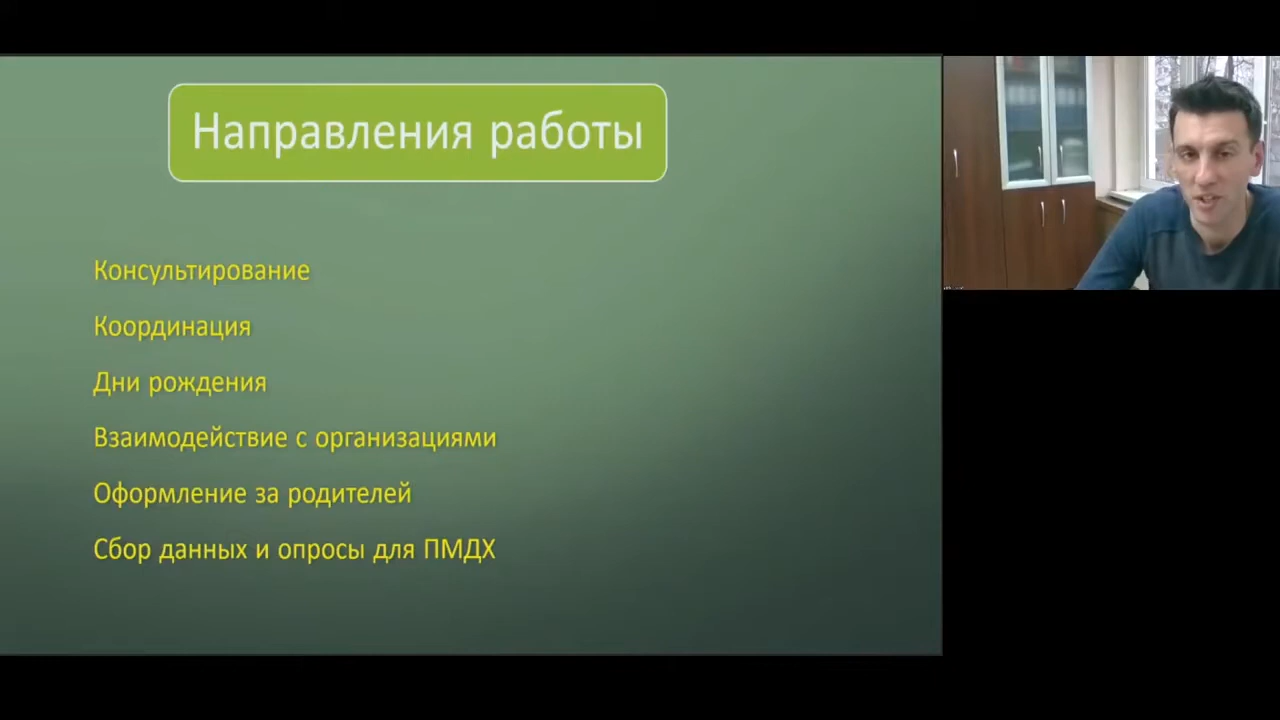 Направления работы
Консультирование
Координация
Дни рождения
Взаимодействие с организациями
Оформление за родителей
Сбор данных и опросы для ПМДХ